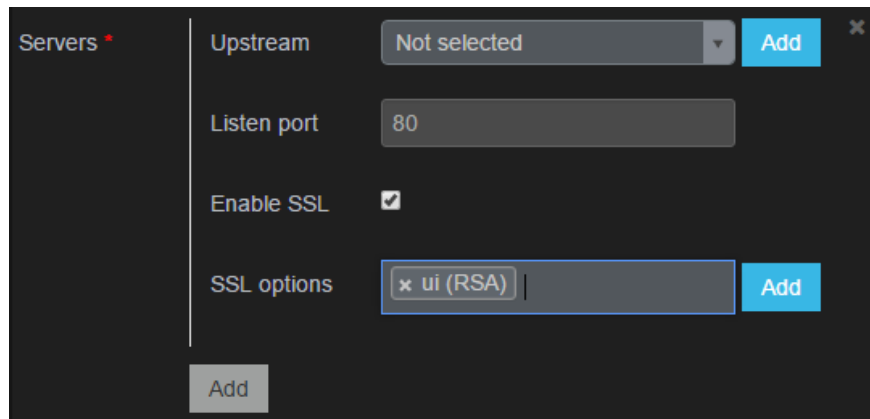 Servers * Upstream Not selected Add ×
Listen port 80
Enable SSL
SSL options × ui (RSA) Add
Add